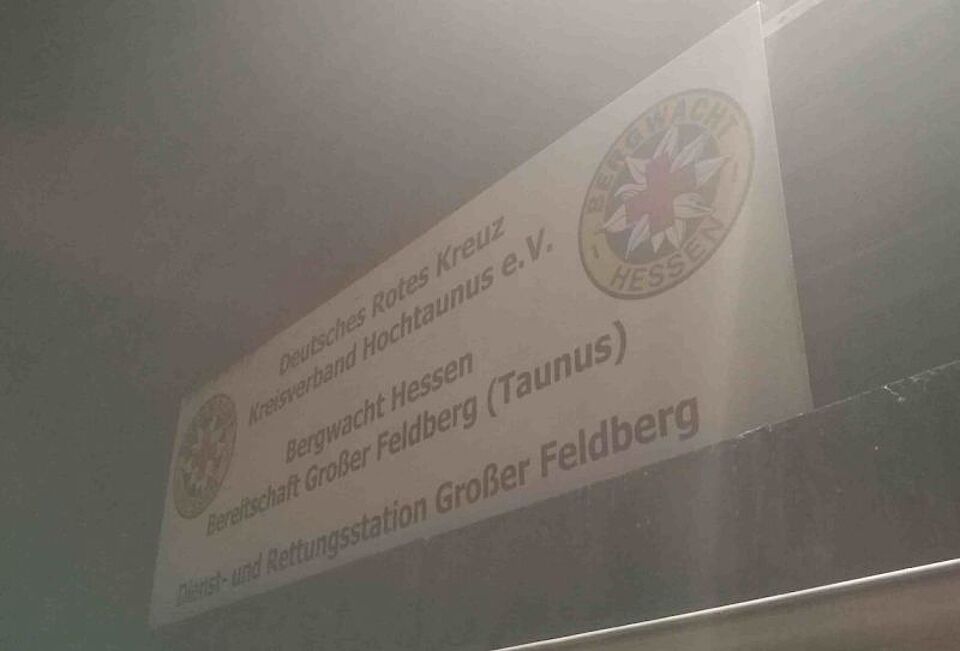 Deutsches Rotes Kreuz
Kreisverband Hochtaunus e.V.
Bergwacht Hessen
Bereitschaft Großer Feldberg (Taunus)
Dienst- und Rettungsstation Großer Feldberg
BERGWACHT
HESSEN